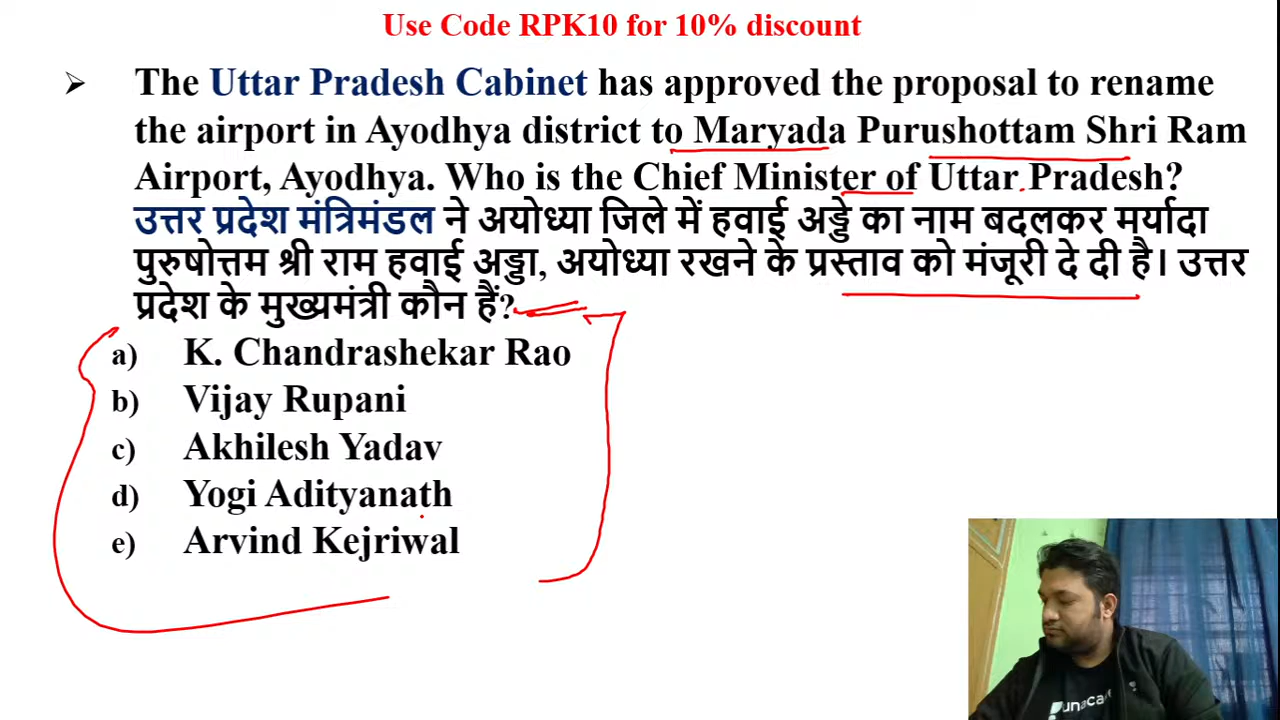 Use Code RPK10 for 10% discount
➢ The Uttar Pradesh Cabinet has approved the proposal to rename
the airport in Ayodhya district to Maryada Purushottam Shri Ram
Airport, Ayodhya. Who is the Chief Minister of Uttar Pradesh?
उत्तर प्रदेश मंत्रिमंडल ने अयोध्या जिले में हवाई अड्डे का नाम बदलकर मर्यादा
पुरुषोत्तम श्री राम हवाई अड्डा, अयोध्या रखने के प्रस्ताव को मंजूरी दे दी है। उत्तर
प्रदेश के मुख्यमंत्री कौन हैं?
a) K. Chandrashekar Rao
b) Vijay Rupani
c) Akhilesh Yadav
d) Yogi Adityanath
e) Arvind Kejriwal